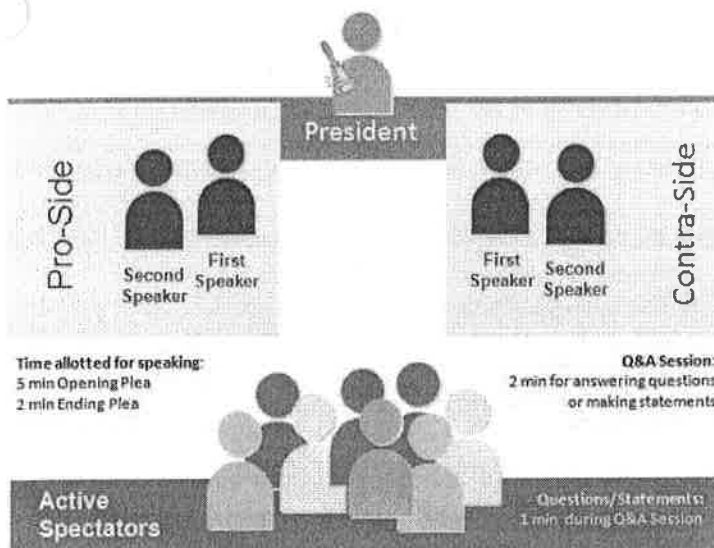 President
Pro-Side
Second
Speaker
First
Speaker
First
Speaker
Second
Speaker
Contra-Side
Time allotted for speaking:
5 min Opening Plea
2 min Ending Plea
Q&A Session:
2 min for answering questions
or making statements
Active
Spectators
Questions/Statements:
1 min during Q&A Session